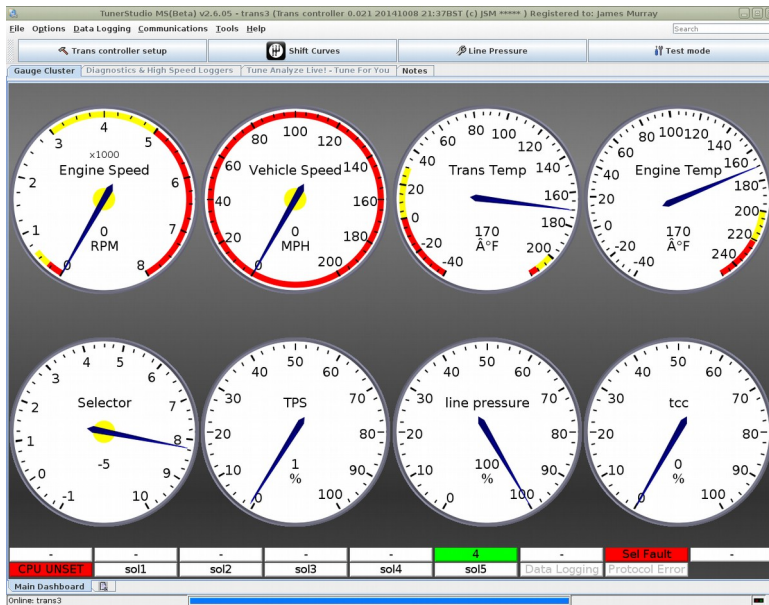 TunerStudio MS(Beta) v2.6.05 - trans3 (Trans controller 0.021 20141008 21:37BST (c) JSM ***** ) Registered to: James Murray
File Options Data Logging Communications Tools Help Search
Trans controller setup Shift Curves Line Pressure Test mode
Gauge Cluster Diagnostics & High Speed Loggers Tune Analyze Live! - Tune For You Notes
0 1 2 3 4 5 6 7 8
x1000
Engine Speed
0
RPM
0 20 40 60 80 100 120 140 160 180 200
Vehicle Speed
0
MPH
-40 -20 0 20 40 60 80 100 120 140 160 180 200
Trans Temp
170
Â°F
-40 -20 0 20 40 60 80 100 120 140 160 180 200 220 240
Engine Temp
170
Â°F
-1 0 1 2 3 4 5 6 7 8 9 10
Selector
-5
0 10 20 30 40 50 60 70 80 90 100
TPS
1
%
0 10 20 30 40 50 60 70 80 90 100
line pressure
100
%
0 10 20 30 40 50 60 70 80 90 100
tcc
0
%
- - - - - 4 - Sel Fault -
CPU UNSET sol1 sol2 sol3 sol4 sol5 Data Logging Protocol Error
Main Dashboard
Online: trans3